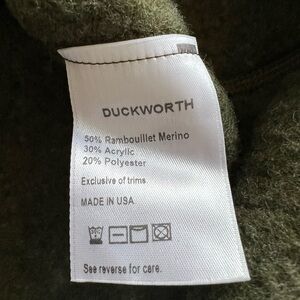 DUCKWORTH
50% Rambouillet Merino
30% Acrylic
20% Polyester
Exclusive of trims
MADE IN USA
See reverse for care.